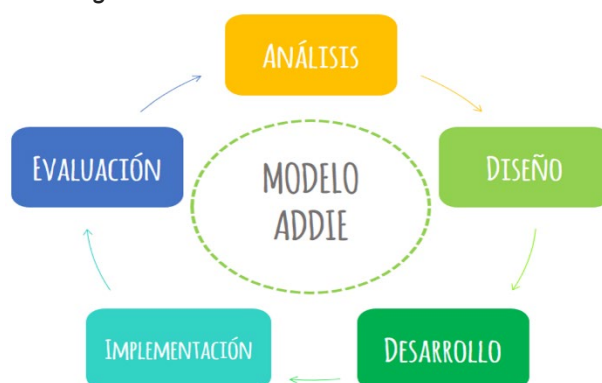 ANÁLISIS
DISEÑO
DESARROLLO
IMPLEMENTACIÓN
EVALUACIÓN
MODELO
ADDIE